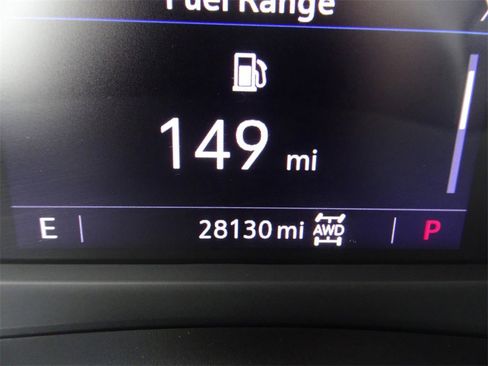 Fuel Range
149 mi
E 28130 mi AWD P